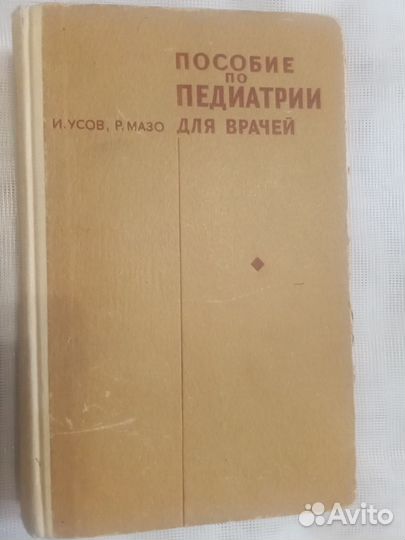 ПОСОБИЕ
ПО
ПЕДИАТРИИ
И. УСОВ, Р. МАЗО ДЛЯ ВРАЧЕЙ
Avito